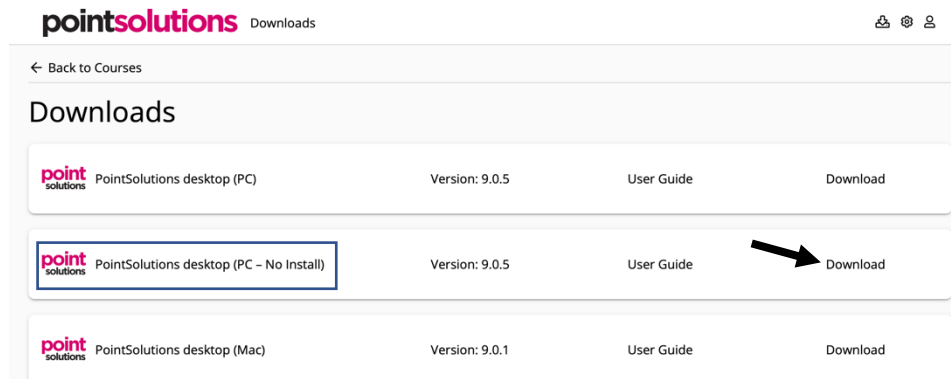 pointsolutions Downloads
← Back to Courses
Downloads
point solutions PointSolutions desktop (PC) Version: 9.0.5 User Guide Download
point solutions PointSolutions desktop (PC – No Install) Version: 9.0.5 User Guide Download
point solutions PointSolutions desktop (Mac) Version: 9.0.1 User Guide Download